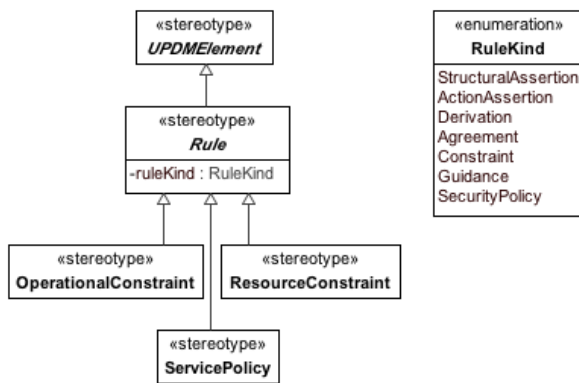 «stereotype»
UPDMElement
«stereotype»
Rule
-ruleKind : RuleKind
«stereotype»
OperationalConstraint
«stereotype»
ResourceConstraint
«stereotype»
ServicePolicy
«enumeration»
RuleKind
StructuralAssertion
ActionAssertion
Derivation
Agreement
Constraint
Guidance
SecurityPolicy